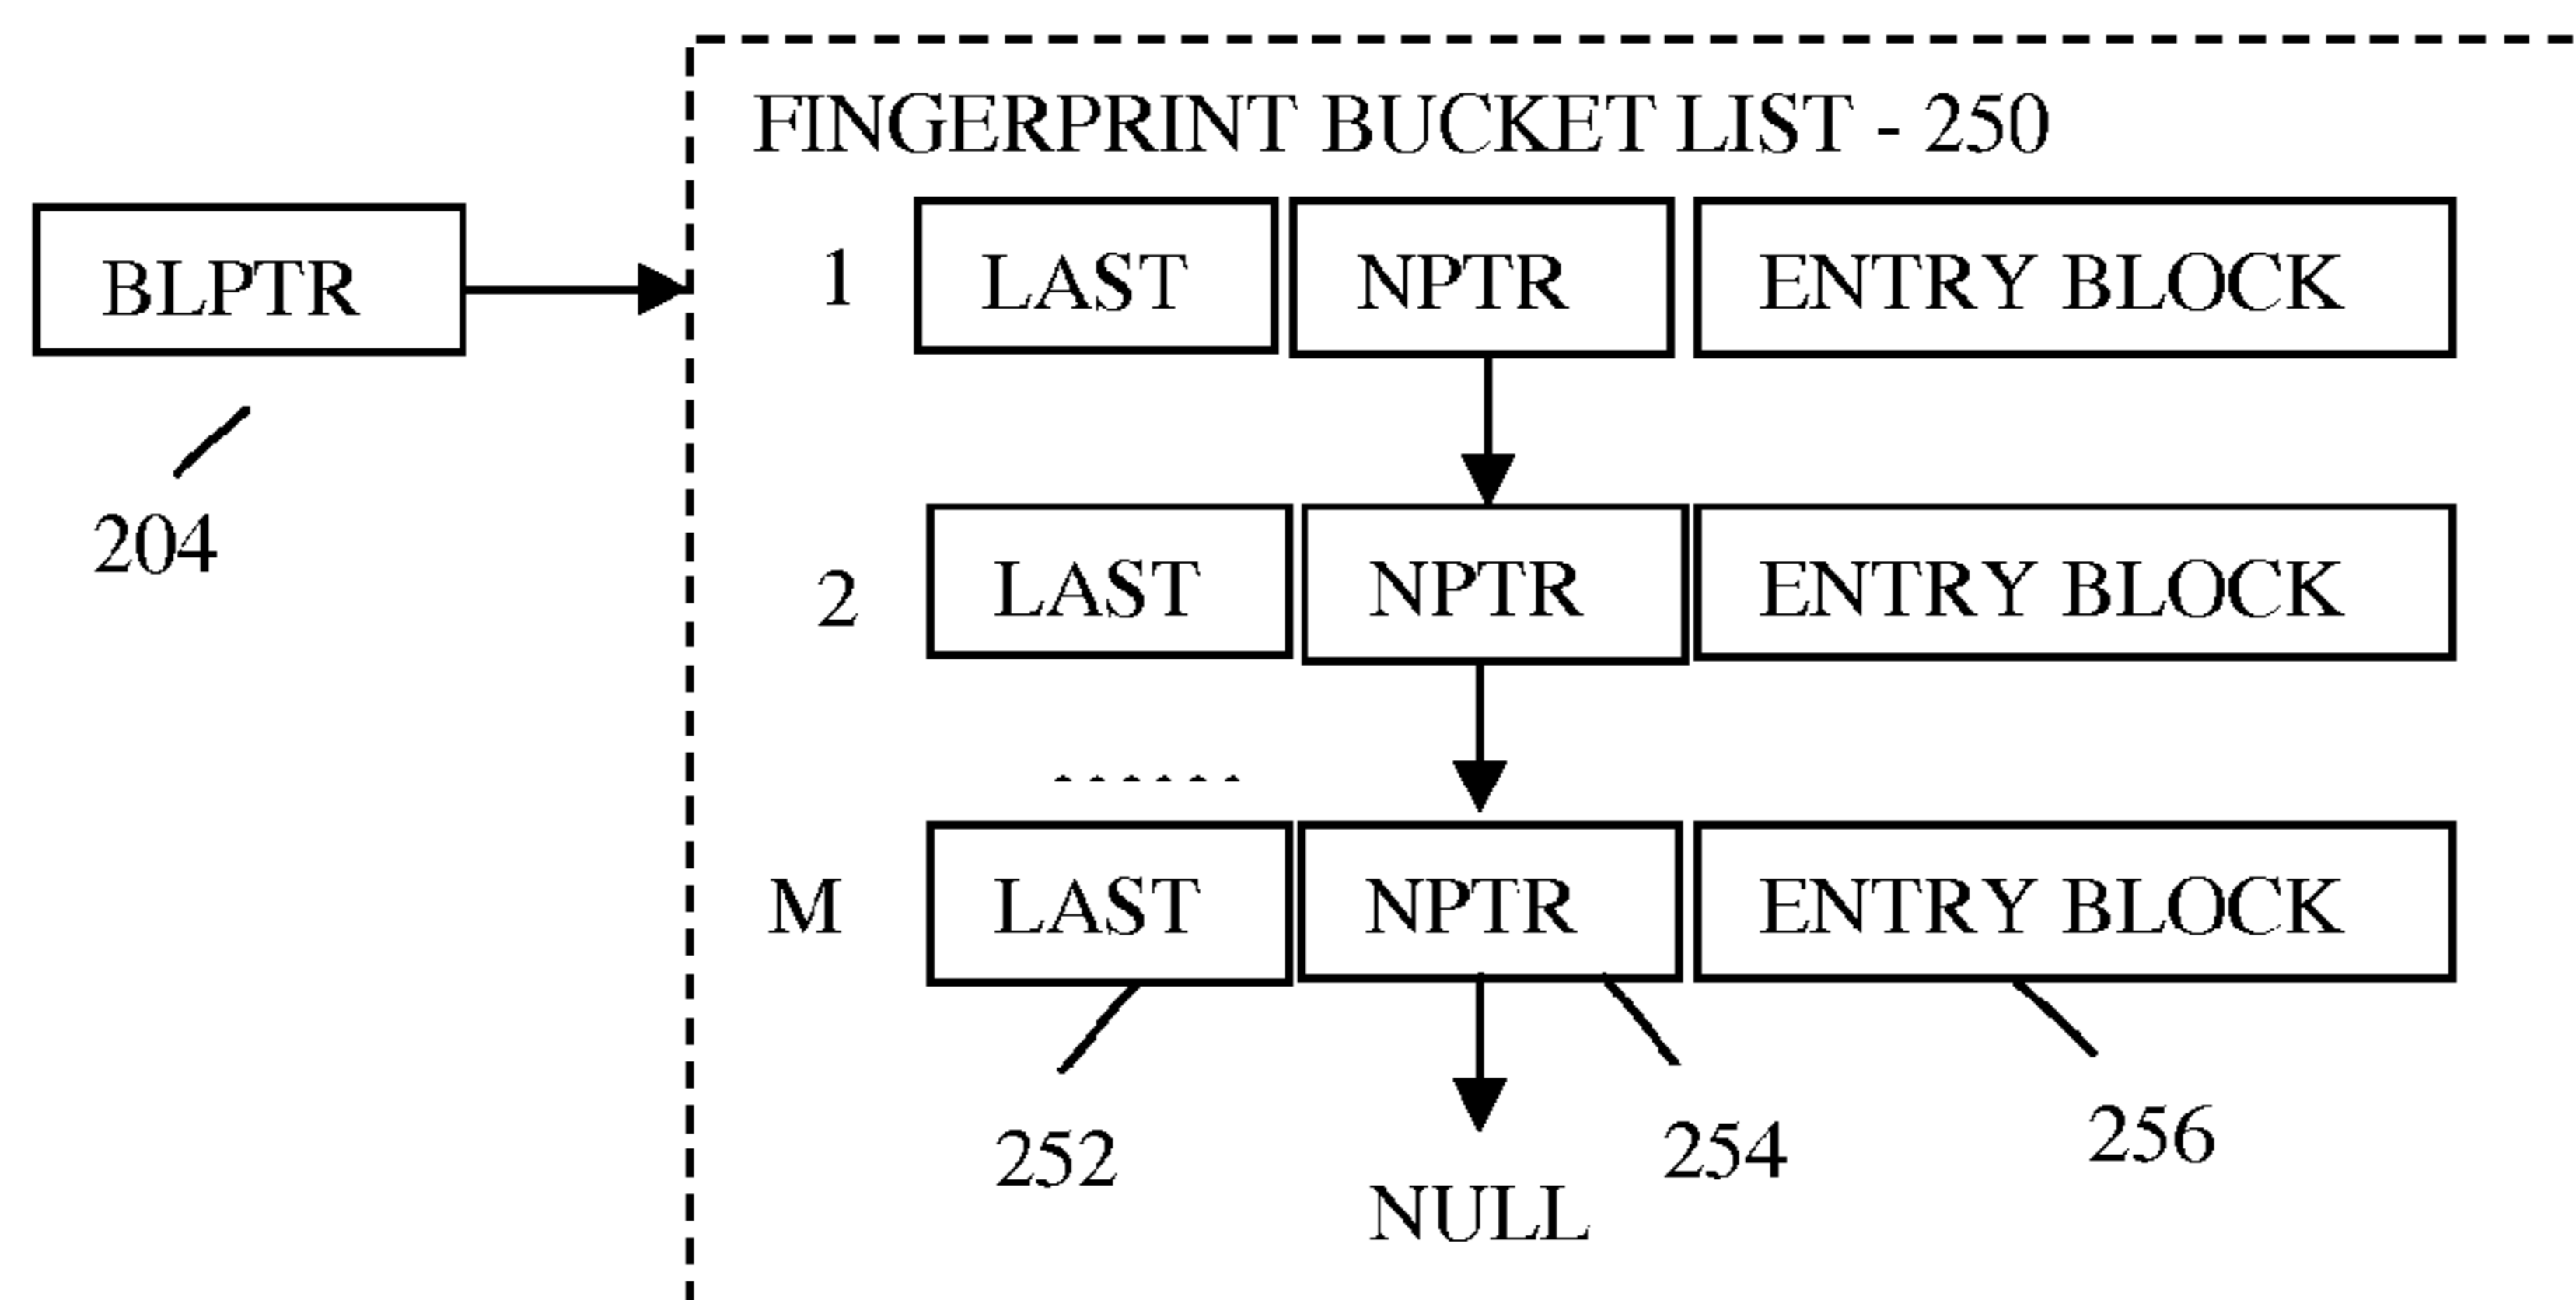 FINGERPRINT BUCKET LIST - 250
BLPTR
1 LAST NPTR ENTRY BLOCK
204
2 LAST NPTR ENTRY BLOCK
......
M LAST NPTR ENTRY BLOCK
252 254 256
NULL